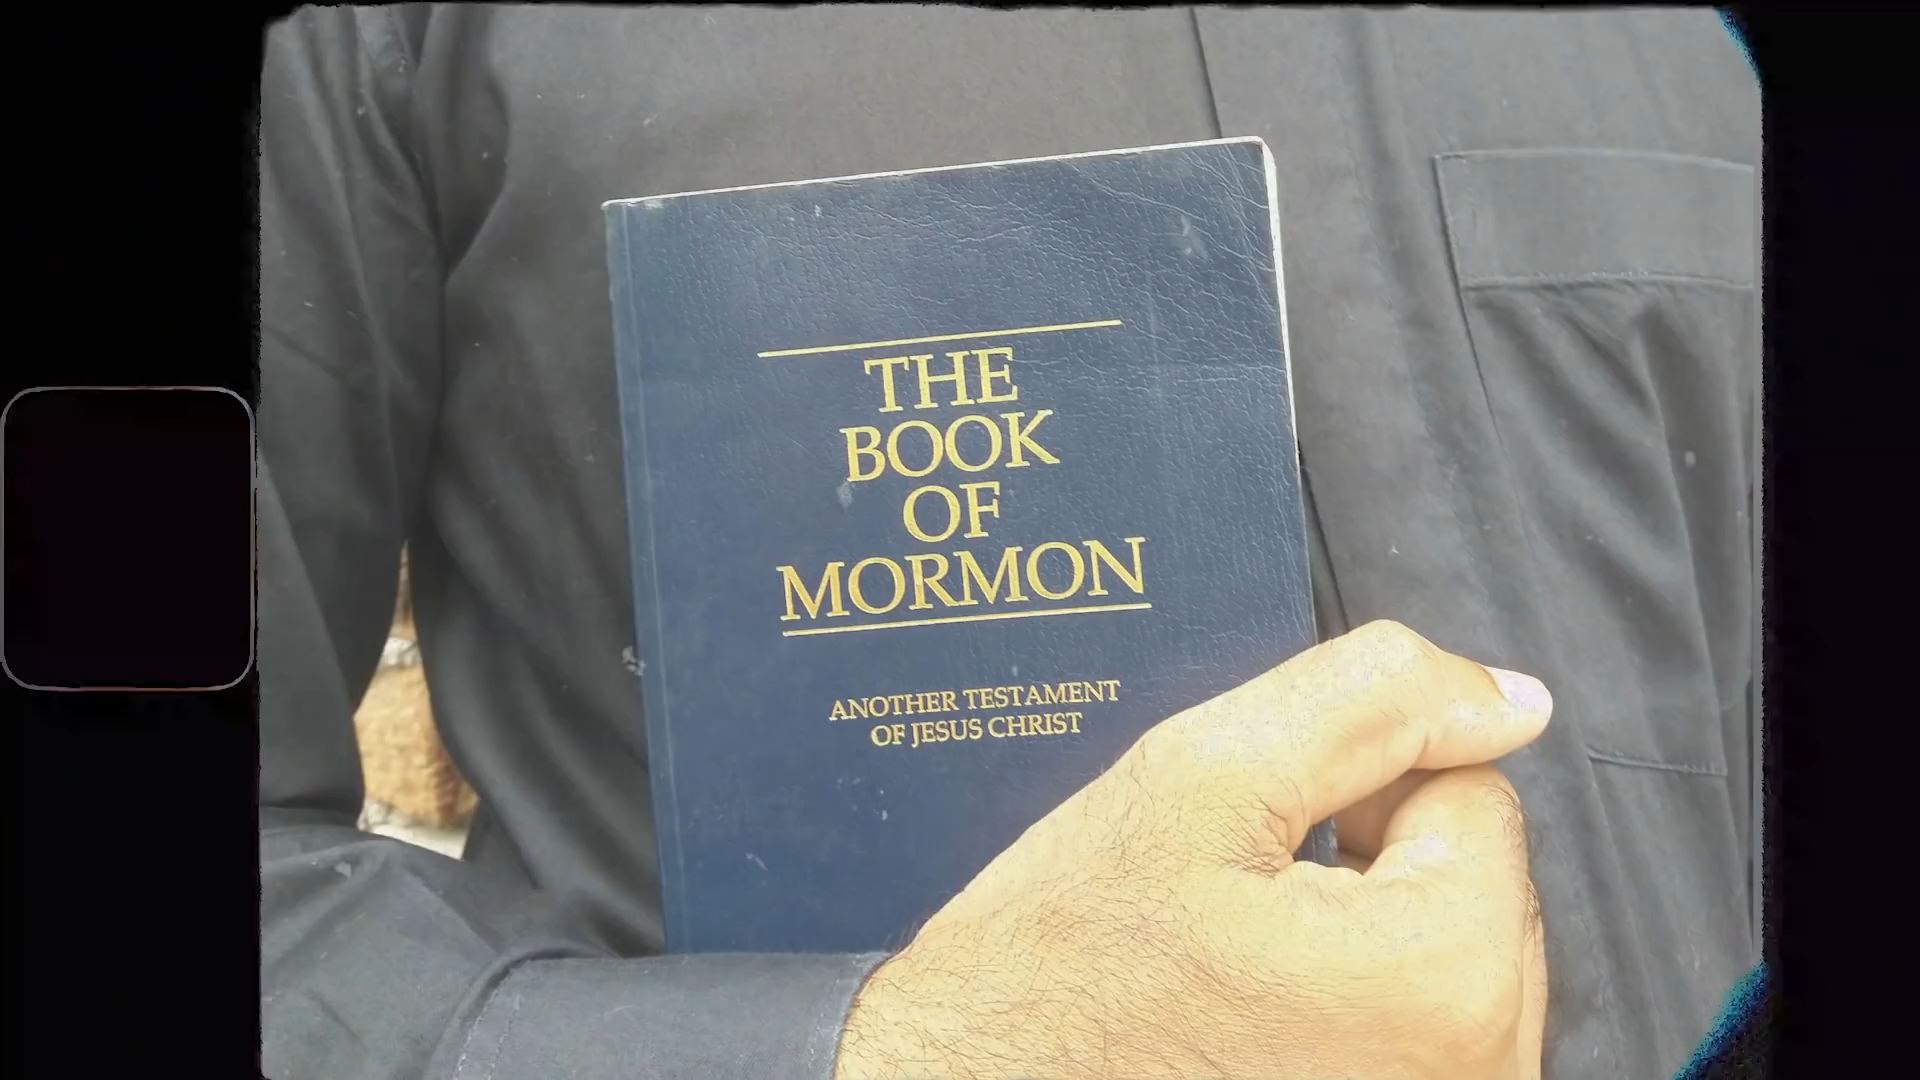 THE
BOOK
OF
MORMON
ANOTHER TESTAMENT
OF JESUS CHRIST